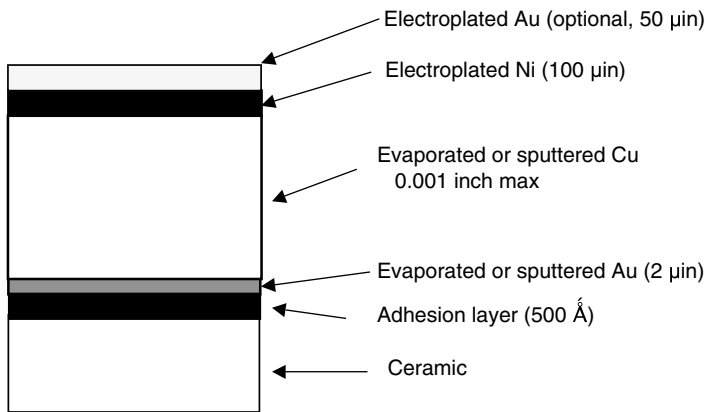 Electroplated Au (optional, 50 μin)
Electroplated Ni (100 μin)
Evaporated or sputtered Cu
0.001 inch max
Evaporated or sputtered Au (2 μin)
Adhesion layer (500 Ǻ)
Ceramic